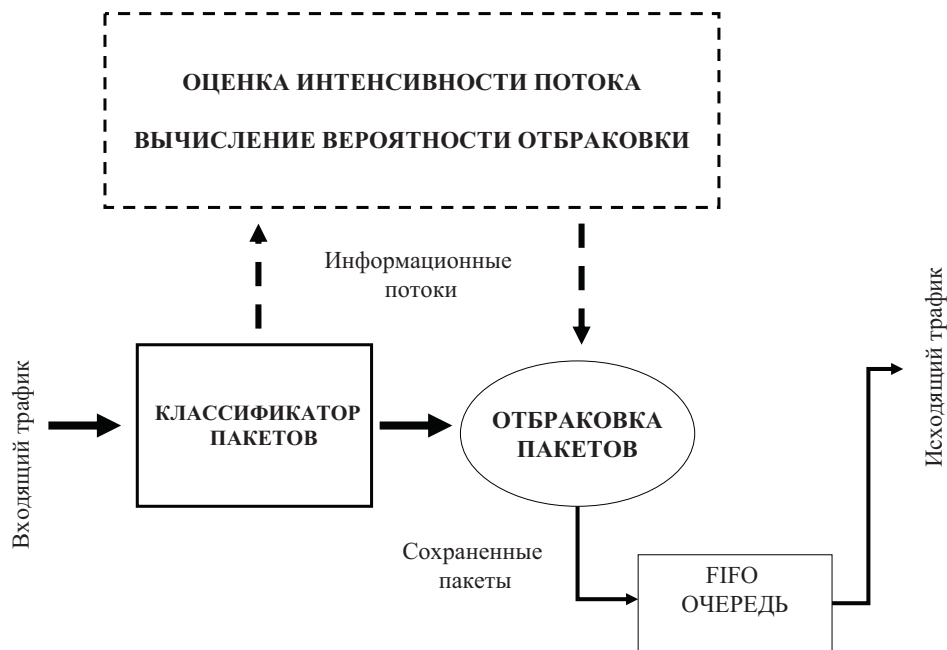 ОЦЕНКА ИНТЕНСИВНОСТИ ПОТОКА
ВЫЧИСЛЕНИЕ ВЕРОЯТНОСТИ ОТБРАКОВКИ
Информационные
потоки
Входящий трафик
КЛАССИФИКАТОР
ПАКЕТОВ
ОТБРАКОВКА
ПАКЕТОВ
Исходящий трафик
Сохраненные
пакеты
FIFO
ОЧЕРЕДЬ